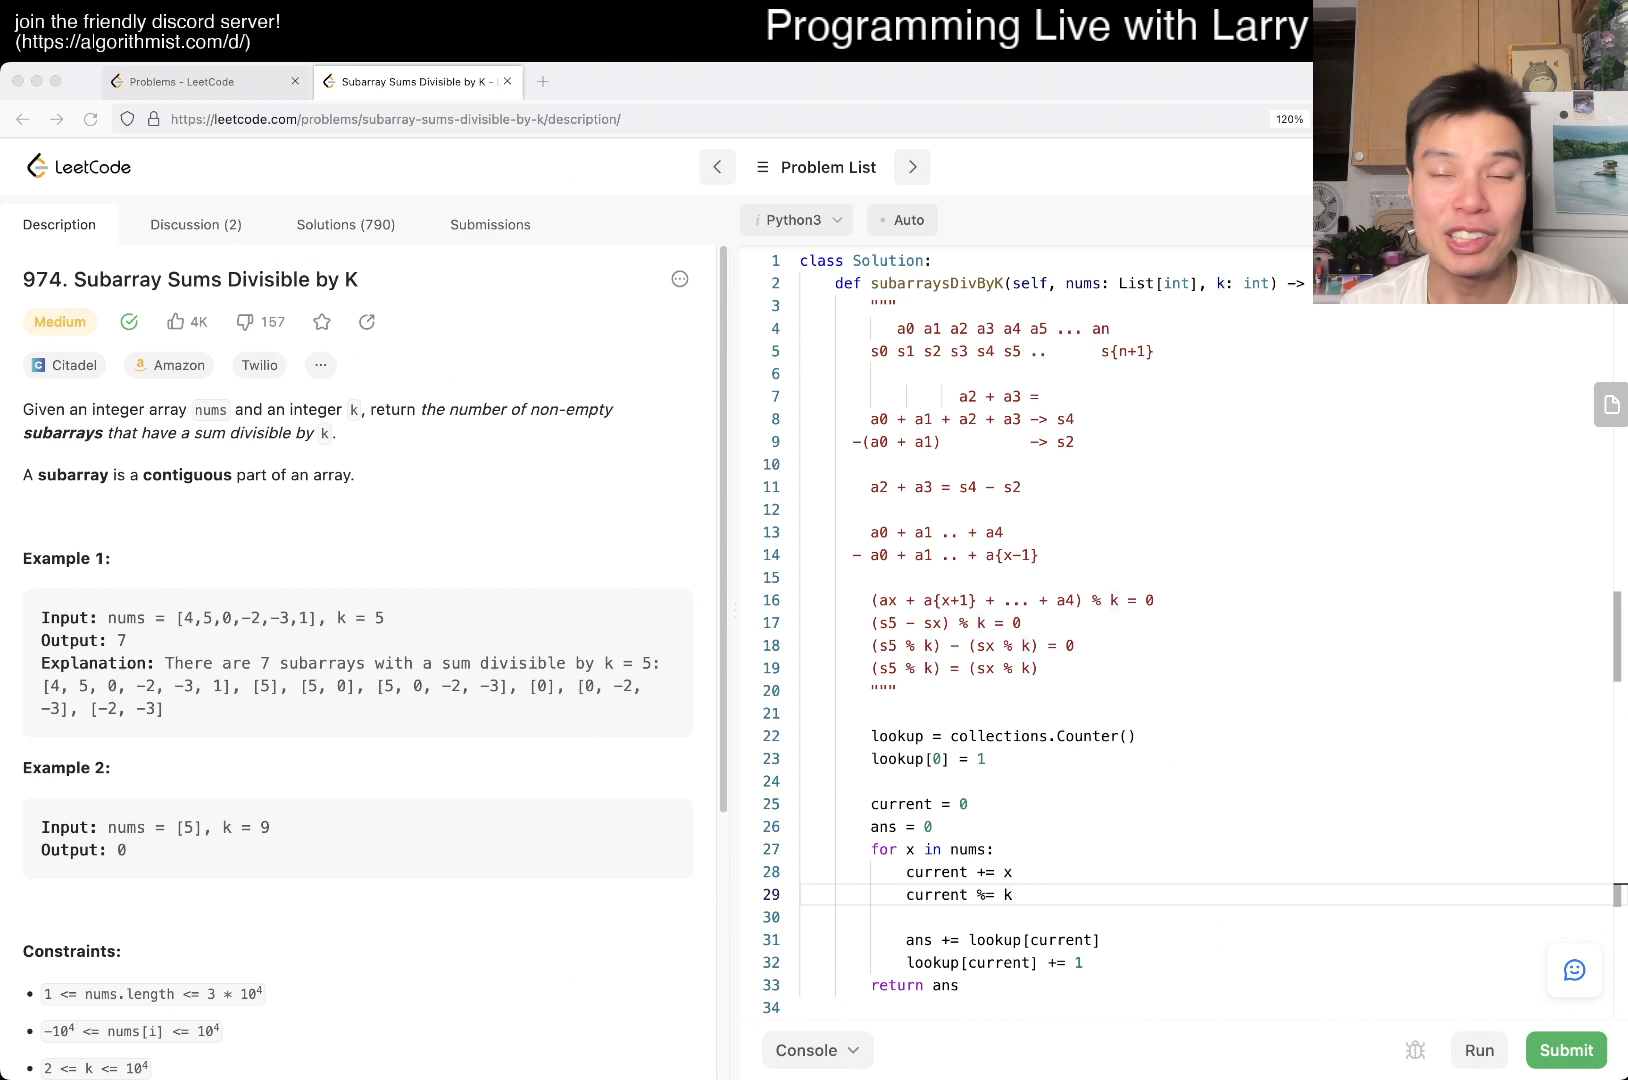 join the friendly discord server!
(https://algorithmist.com/d/)
Programming Live with Larry
Problems - LeetCode
Subarray Sums Divisible by K - L
https://leetcode.com/problems/subarray-sums-divisible-by-k/description/
120%
LeetCode
Problem List
Description
Discussion (2)
Solutions (790)
Submissions
974. Subarray Sums Divisible by K
Medium
4K
157
Citadel
Amazon
Twilio
...
Given an integer array nums and an integer k, return the number of non-empty
subarrays that have a sum divisible by k.
A subarray is a contiguous part of an array.
Example 1:
Input: nums = [4,5,0,-2,-3,1], k = 5
Output: 7
Explanation: There are 7 subarrays with a sum divisible by k = 5:
[4, 5, 0, -2, -3, 1], [5], [5, 0], [5, 0, -2, -3], [0], [0, -2,
-3], [-2, -3]
Example 2:
Input: nums = [5], k = 9
Output: 0
Constraints:
• 1 <= nums.length <= 3 * 10⁴
• -10⁴ <= nums[i] <= 10⁴
• 2 <= k <= 10⁴
i Python3
• Auto
1 class Solution:
2 def subarraysDivByK(self, nums: List[int], k: int) ->
3 """
4 a0 a1 a2 a3 a4 a5 ... an
5 s0 s1 s2 s3 s4 s5 .. s{n+1}
6
7 a2 + a3 =
8 a0 + a1 + a2 + a3 -> s4
9 -(a0 + a1) -> s2
10
11 a2 + a3 = s4 - s2
12
13 a0 + a1 .. + a4
14 - a0 + a1 .. + a{x-1}
15
16 (ax + a{x+1} + ... + a4) % k = 0
17 (s5 - sx) % k = 0
18 (s5 % k) - (sx % k) = 0
19 (s5 % k) = (sx % k)
20 """
21
22 lookup = collections.Counter()
23 lookup[0] = 1
24
25 current = 0
26 ans = 0
27 for x in nums:
28 current += x
29 current %= k
30
31 ans += lookup[current]
32 lookup[current] += 1
33 return ans
34
Console
Run
Submit